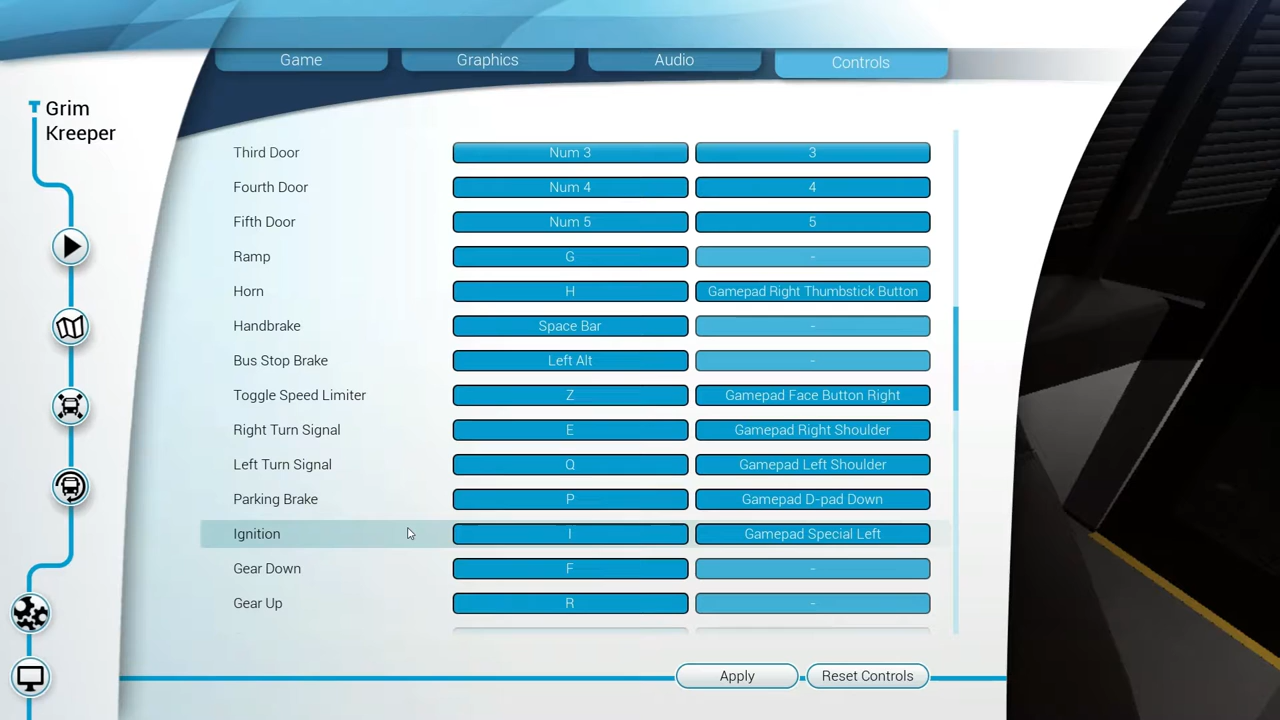 Game Graphics Audio Controls
Grim
Kreeper
Third Door Num 3 3
Fourth Door Num 4 4
Fifth Door Num 5 5
Ramp G -
Horn H Gamepad Right Thumbstick Button
Handbrake Space Bar -
Bus Stop Brake Left Alt -
Toggle Speed Limiter Z Gamepad Face Button Right
Right Turn Signal E Gamepad Right Shoulder
Left Turn Signal Q Gamepad Left Shoulder
Parking Brake P Gamepad D-pad Down
Ignition I Gamepad Special Left
Gear Down F -
Gear Up R -
Apply Reset Controls